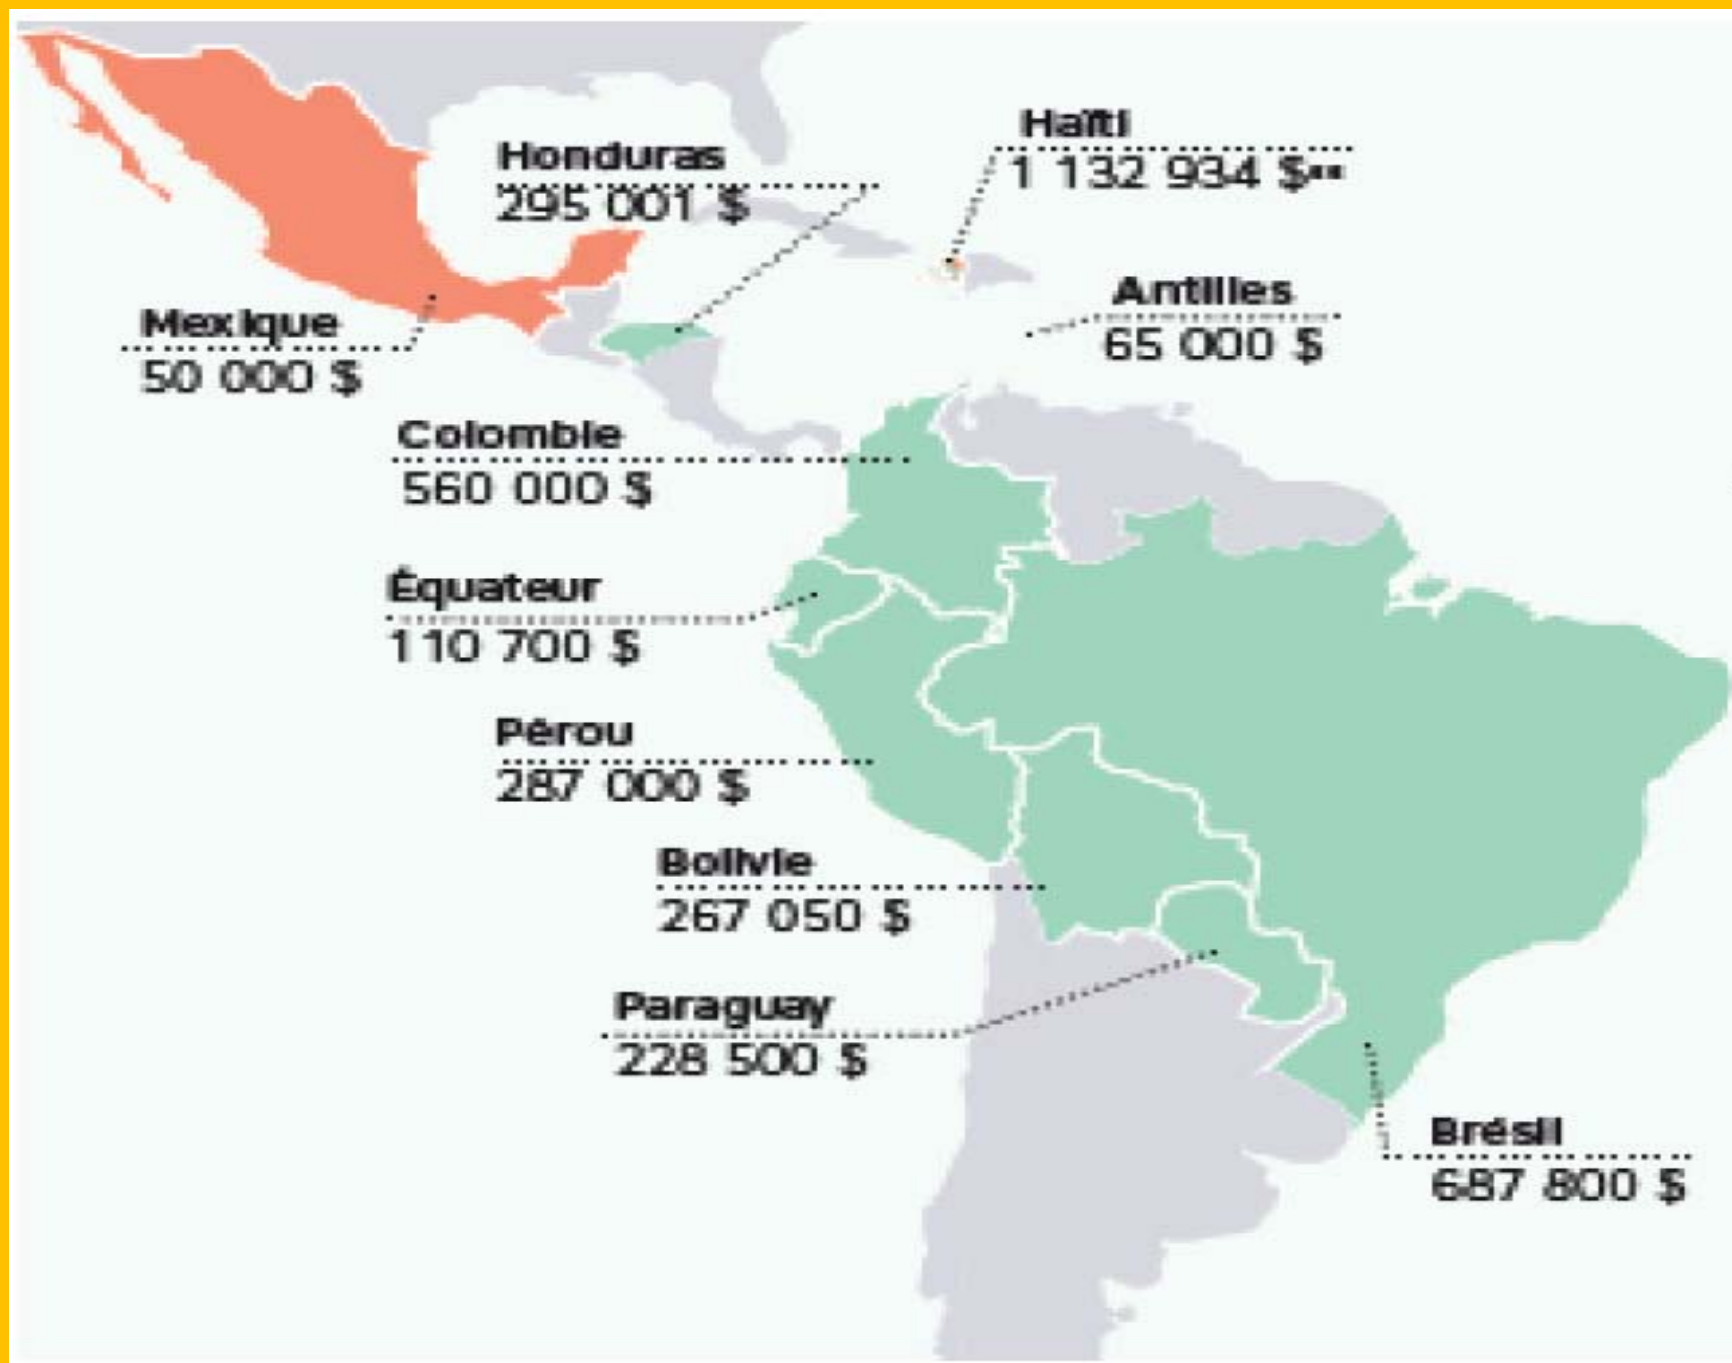 Haïti
1 132 934 $**
Honduras
295 001 $
Antilles
65 000 $
Mexique
50 000 $
Colombie
560 000 $
Équateur
110 700 $
Pérou
287 000 $
Bolivie
267 050 $
Paraguay
228 500 $
Brésil
687 800 $